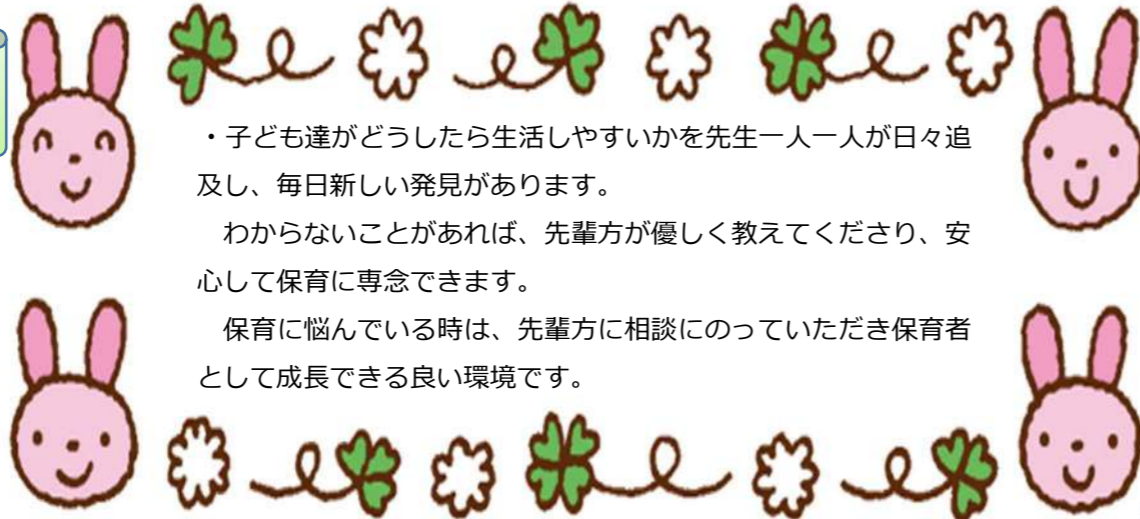 ・子ども達がどうしたら生活しやすいかを先生一人一人が日々追
及し、毎日新しい発見があります。
　わからないことがあれば、先輩方が優しく教えてくださり、安
心して保育に専念できます。
　保育に悩んでいる時は、先輩方に相談にのっていただき保育者
として成長できる良い環境です。